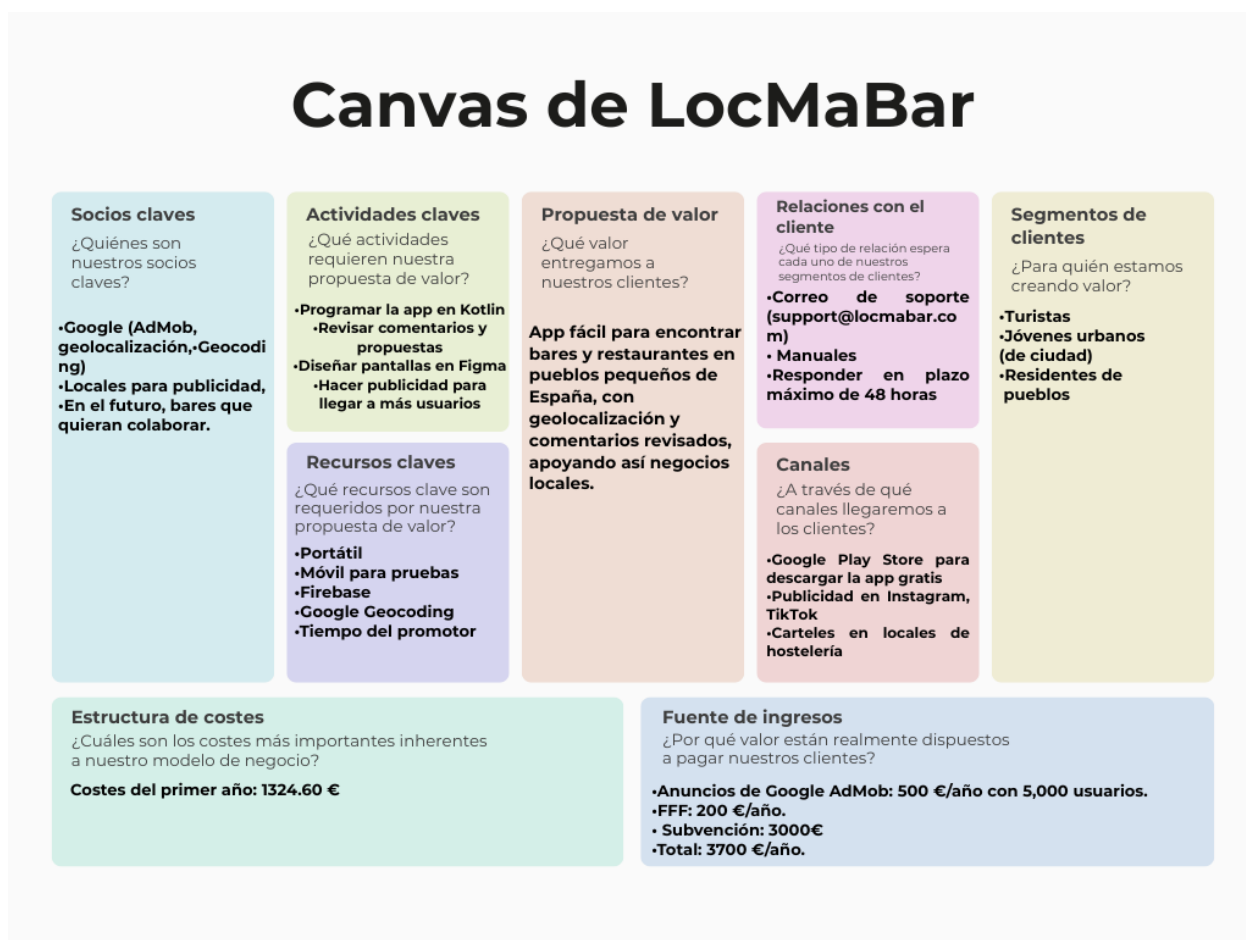 Canvas de LocMaBar
Socios claves
¿Quiénes son
nuestros socios
claves?
•Google (AdMob,
geolocalización,•Geocodi
ng)
•Locales para publicidad,
•En el futuro, bares que
quieran colaborar.
Actividades claves
¿Qué actividades
requieren nuestra
propuesta de valor?
•Programar la app en Kotlin
•Revisar comentarios y
propuestas
•Diseñar pantallas en Figma
•Hacer publicidad para
llegar a más usuarios
Recursos claves
¿Qué recursos clave son
requeridos por nuestra
propuesta de valor?
•Portátil
•Móvil para pruebas
•Firebase
•Google Geocoding
•Tiempo del promotor
Propuesta de valor
¿Qué valor
entregamos a
nuestros clientes?
App fácil para encontrar
bares y restaurantes en
pueblos pequeños de
España, con
geolocalización y
comentarios revisados,
apoyando así negocios
locales.
Relaciones con el
cliente
¿Qué tipo de relación espera
cada uno de nuestros
segmentos de clientes?
•Correo de soporte
(support@locmabar.co
m)
• Manuales
•Responder en plazo
máximo de 48 horas
Canales
¿A través de qué
canales llegaremos a
los clientes?
•Google Play Store para
descargar la app gratis
•Publicidad en Instagram,
TikTok
•Carteles en locales de
hostelería
Segmentos de
clientes
¿Para quién estamos
creando valor?
•Turistas
•Jóvenes urbanos
(de ciudad)
•Residentes de
pueblos
Estructura de costes
¿Cuáles son los costes más importantes inherentes
a nuestro modelo de negocio?
Costes del primer año: 1324.60 €
Fuente de ingresos
¿Por qué valor están realmente dispuestos
a pagar nuestros clientes?
•Anuncios de Google AdMob: 500 €/año con 5,000 usuarios.
•FFF: 200 €/año.
• Subvención: 3000€
•Total: 3700 €/año.